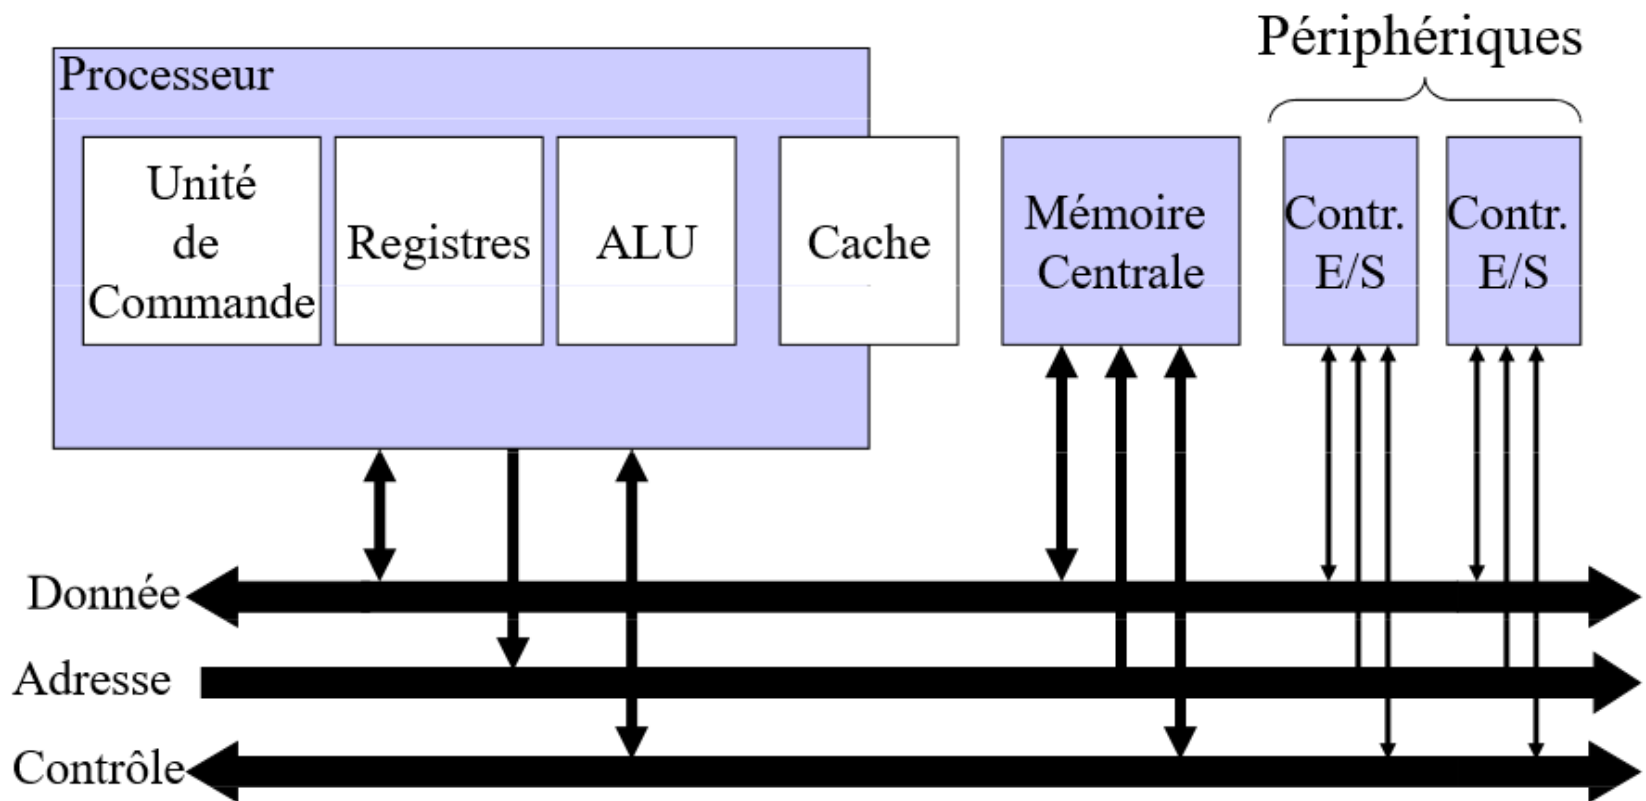 Périphériques
Processeur
Unité
de
Commande
Registres
ALU
Cache
Mémoire
Centrale
Contr.
E/S
Contr.
E/S
Donnée
Adresse
Contrôle